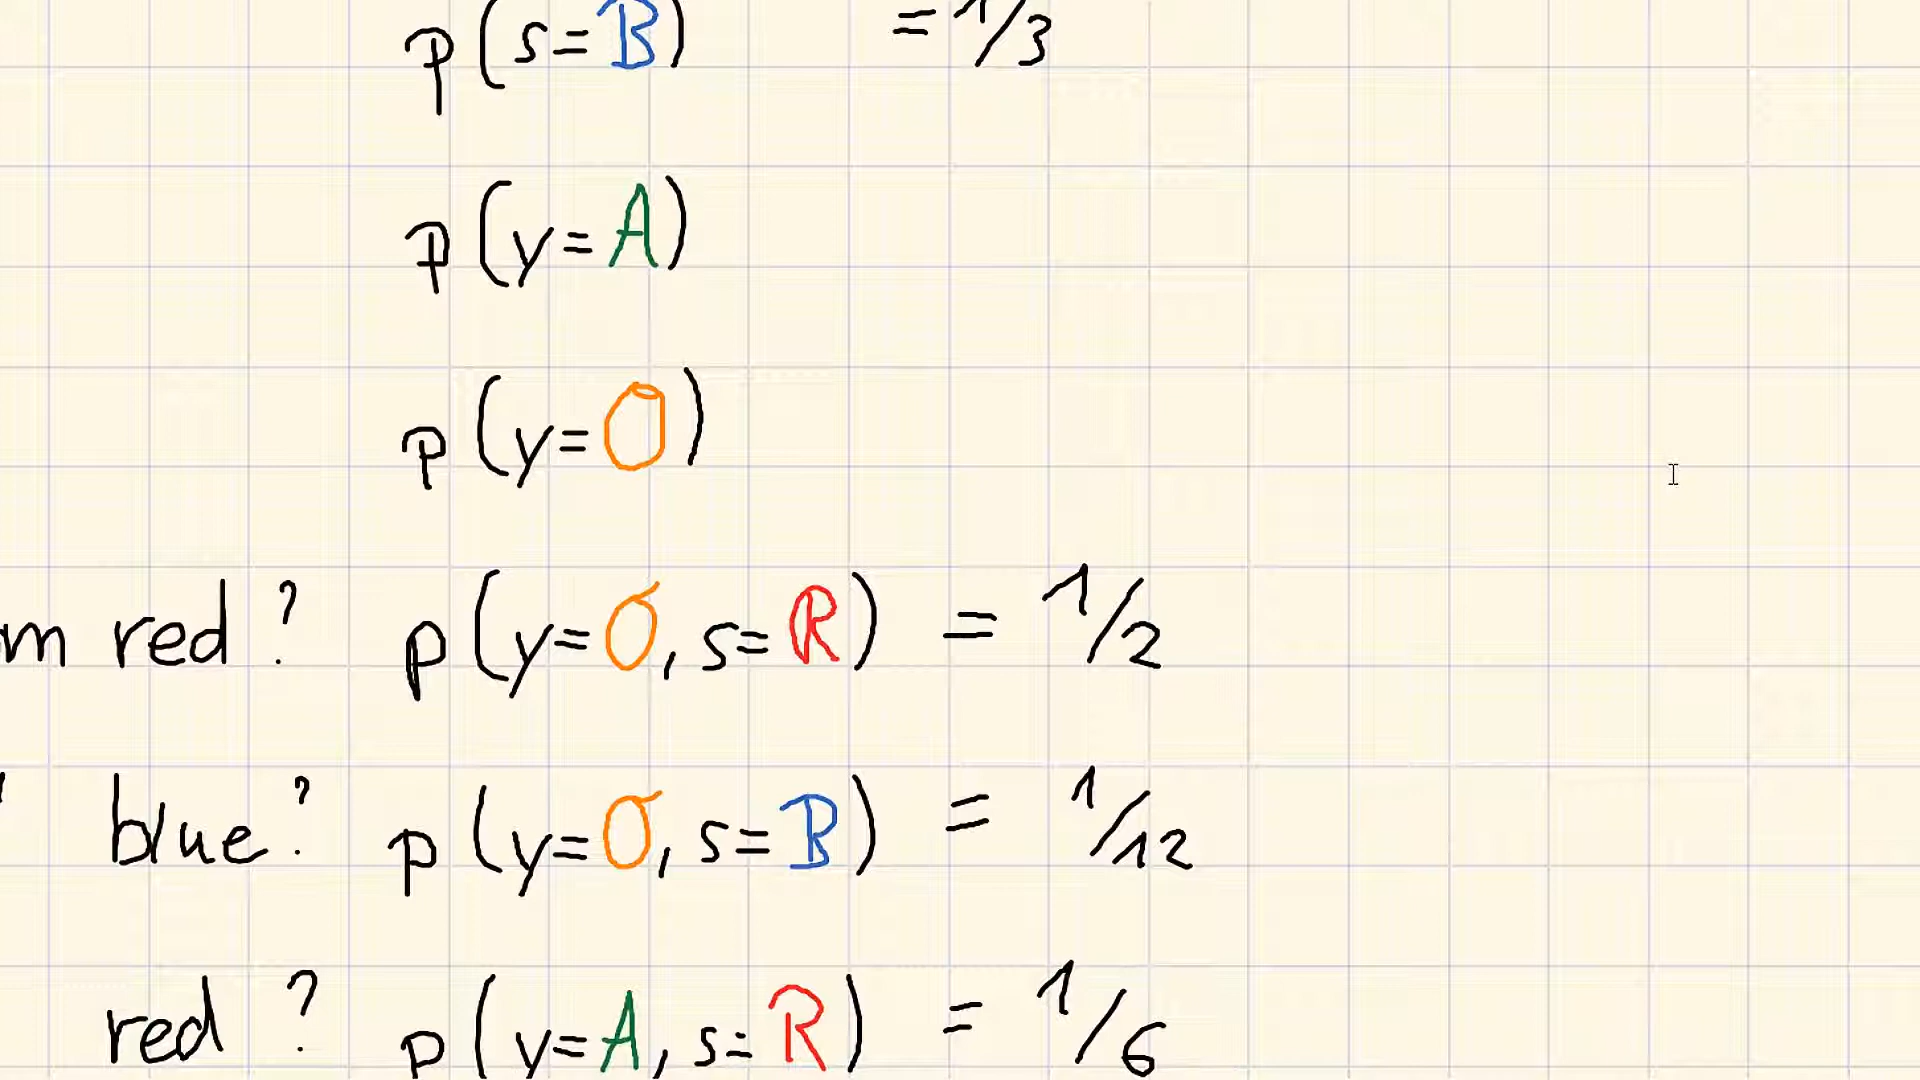 p(s=B) = 1/3
p(y=A)
p(y=O)
m red? p(y=O, s=R) = 1/2
blue? p(y=O, s=B) = 1/12
red? p(y=A, s=R) = 1/6